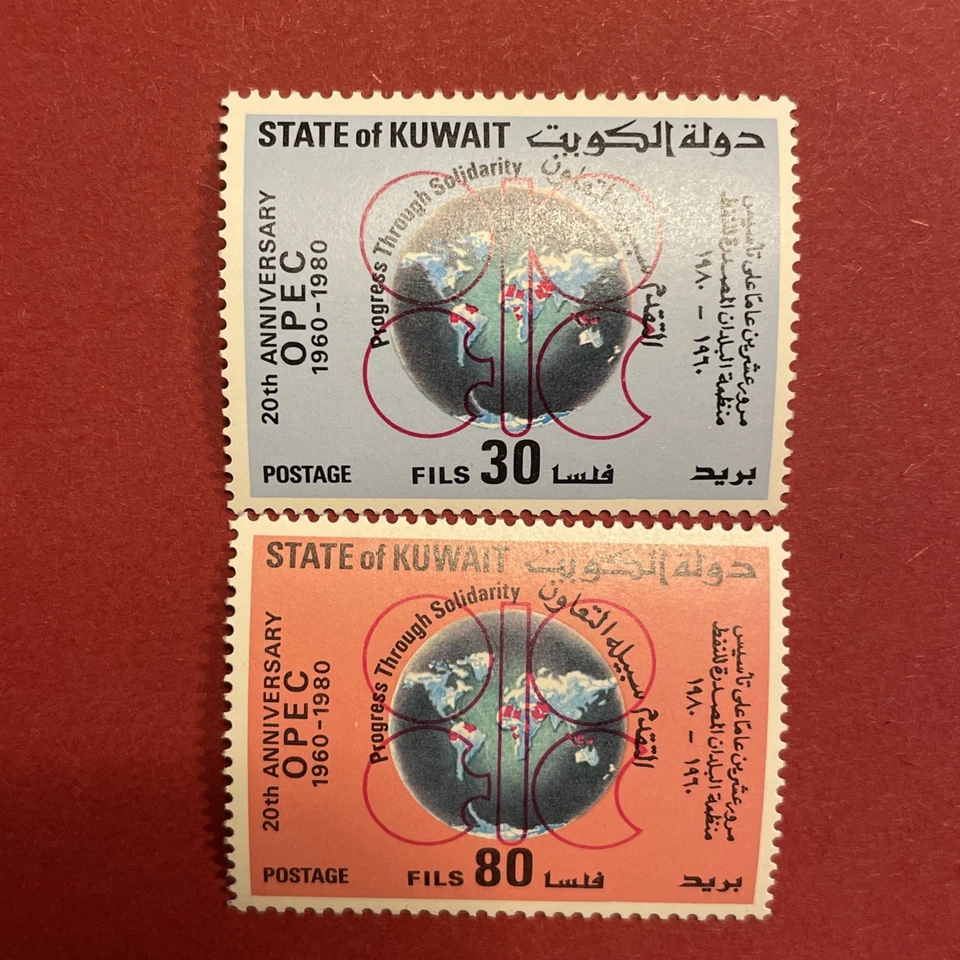 STATE of KUWAIT دولة الكويت
Progress Through Solidarity
التقدم سبيله التعاون
20th ANNIVERSARY
OPEC
1960-1980
مرور عشرين عامًا على تأسيس
منظمة البلدان المصدرة للنفط
١٩٦٠ - ١٩٨٠
POSTAGE
FILS 30 فلسا
بريد
STATE of KUWAIT دولة الكويت
Progress Through Solidarity
التقدم سبيله التعاون
20th ANNIVERSARY
OPEC
1960-1980
مرور عشرين عامًا على تأسيس
منظمة البلدان المصدرة للنفط
١٩٦٠ - ١٩٨٠
POSTAGE
FILS 80 فلسا
بريد